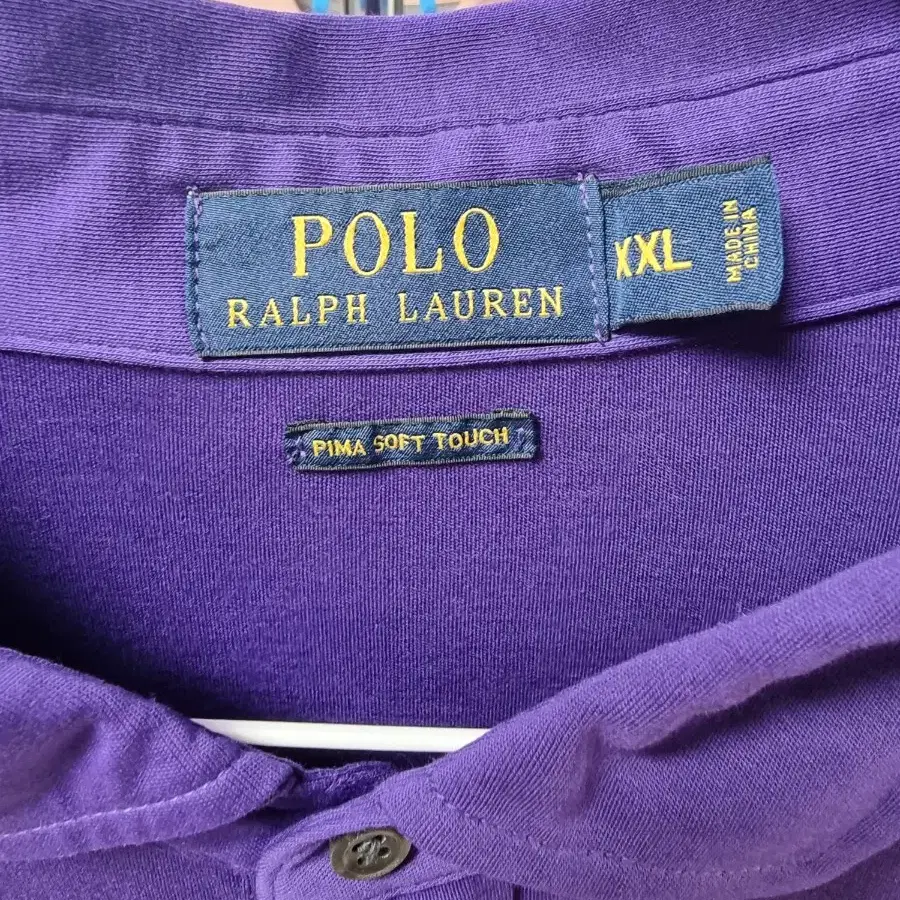 POLO
RALPH LAUREN
XXL
MADE IN
CHINA
PIMA SOFT TOUCH